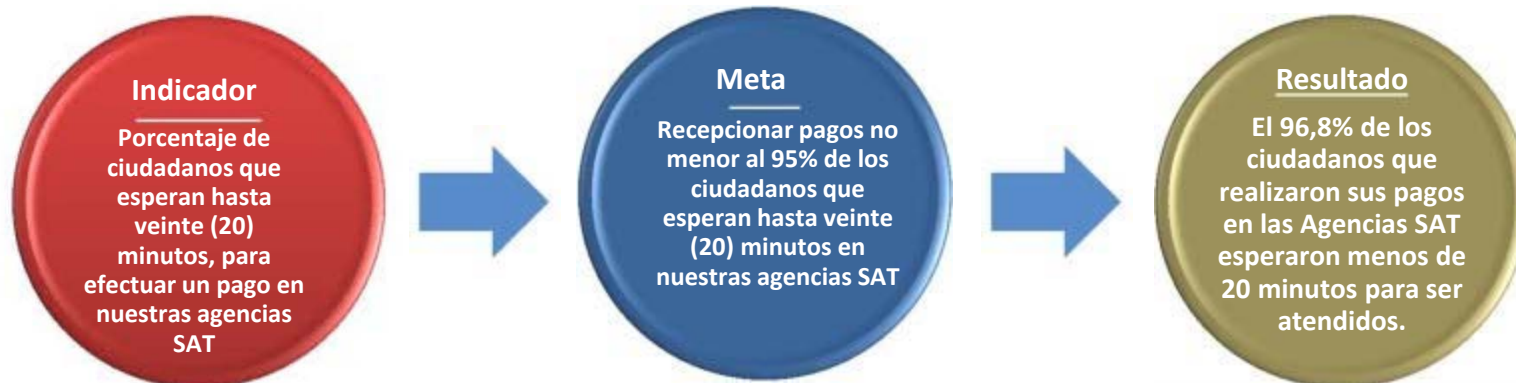 Indicador
Porcentaje de
ciudadanos que
esperan hasta
veinte (20)
minutos, para
efectuar un pago en
nuestras agencias
SAT
Meta
Recepcionar pagos no
menor al 95% de los
ciudadanos que
esperan hasta veinte
(20) minutos en
nuestras agencias SAT
Resultado
El 96,8% de los
ciudadanos que
realizaron sus pagos
en las Agencias SAT
esperaron menos de
20 minutos para ser
atendidos.